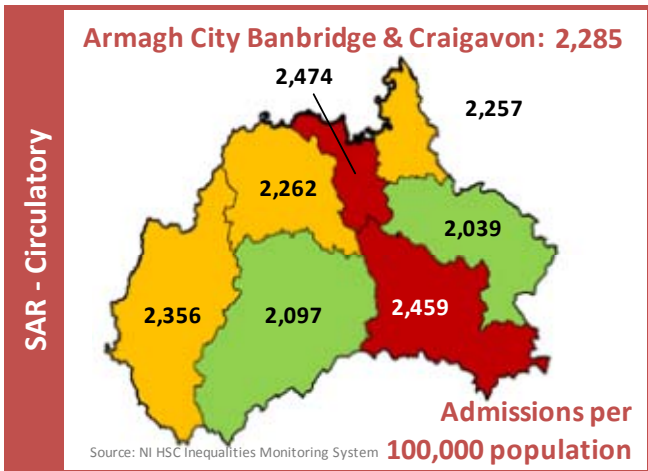 SAR - Circulatory
Armagh City Banbridge & Craigavon: 2,285
2,474
2,257
2,262
2,039
2,356
2,097
2,459
Admissions per
100,000 population
Source: NI HSC Inequalities Monitoring System